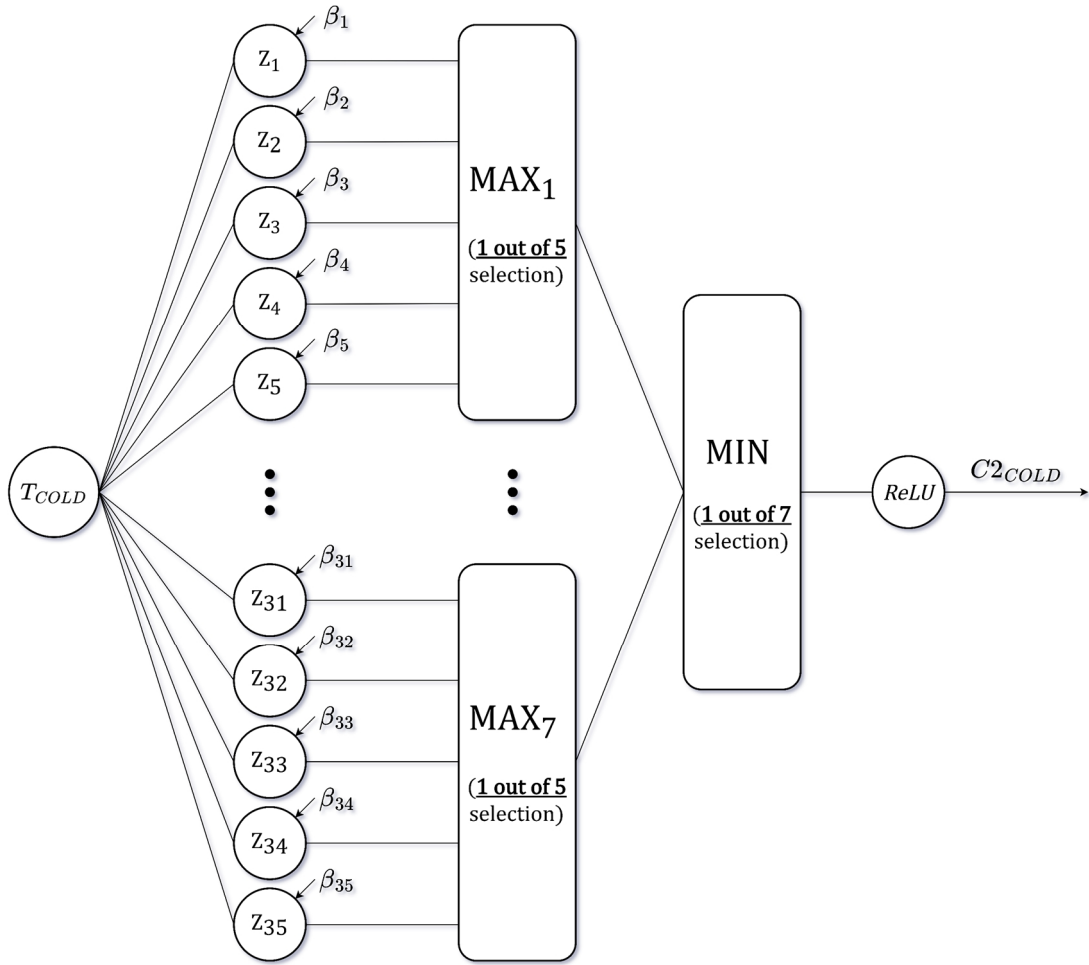 β₁
Z₁
β₂
Z₂
β₃
Z₃
β₄
Z₄
β₅
Z₅
MAX₁
(1 out of 5
selection)
T_COLD
MIN
(1 out of 7
selection)
ReLU
C2_COLD
β₃₁
Z₃₁
β₃₂
Z₃₂
β₃₃
Z₃₃
β₃₄
Z₃₄
β₃₅
Z₃₅
MAX₇
(1 out of 5
selection)